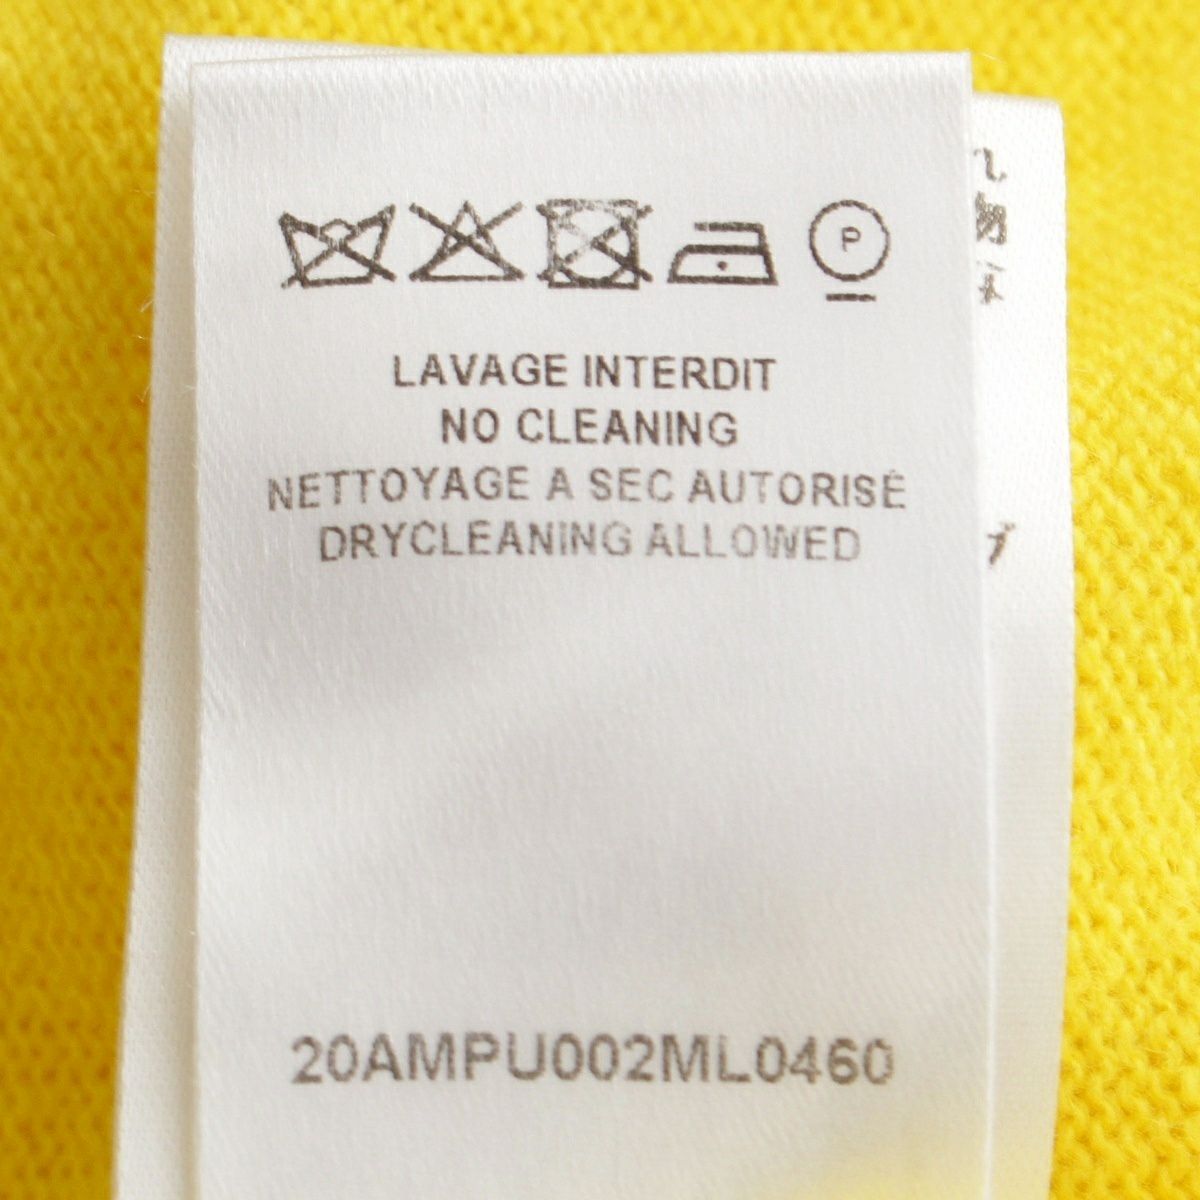 P
LAVAGE INTERDIT
NO CLEANING
NETTOYAGE A SEC AUTORISÉ
DRYCLEANING ALLOWED
20AMPU002ML0460